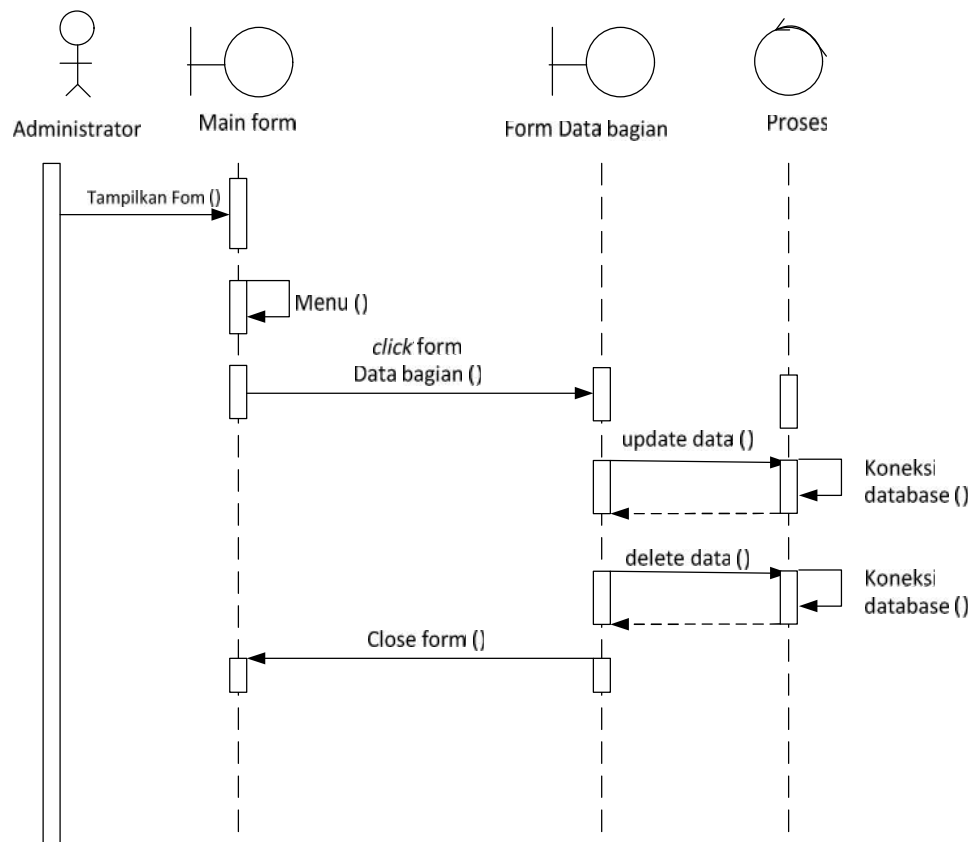 Administrator
Main form
Form Data bagian
Proses
Tampilkan Fom ()
Menu ()
click form
Data bagian ()
update data ()
Koneksi
database ()
delete data ()
Koneksi
database ()
Close form ()